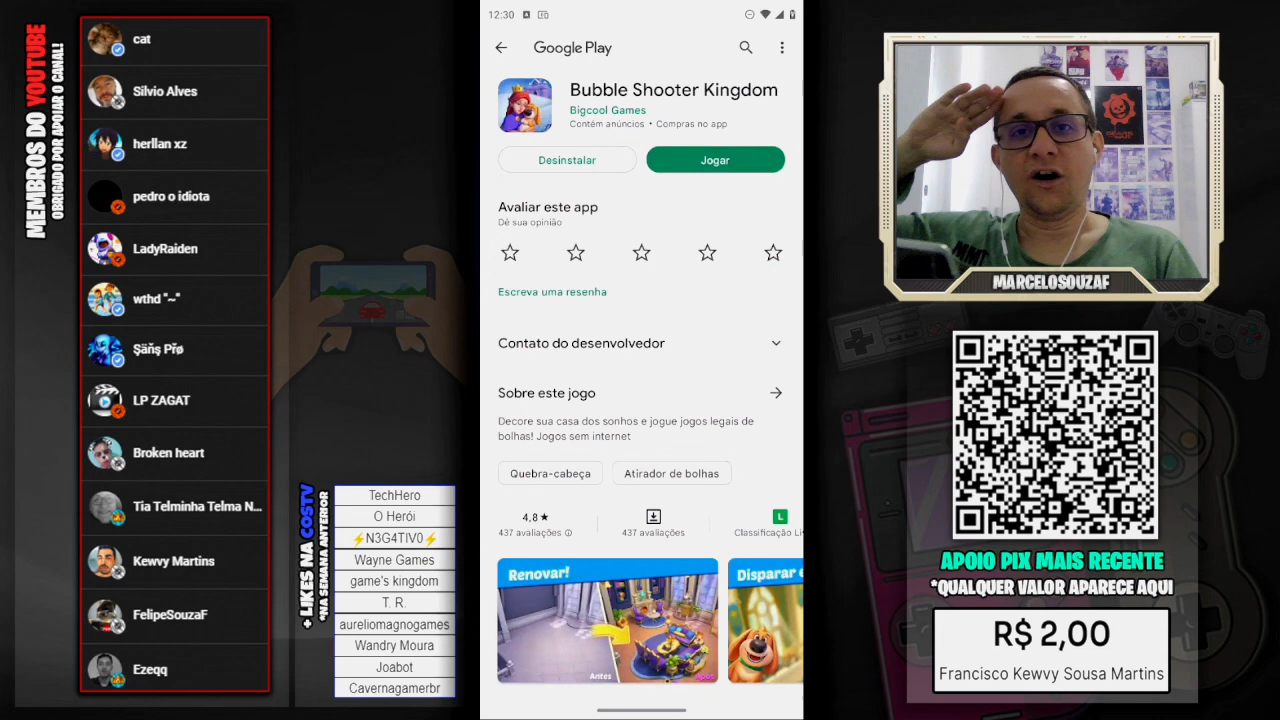 MEMBROS DO YOUTUBE
OBRIGADO POR APOIAR O CANAL!
cat
Silvio Alves
herllan xz
pedro o idiota
LadyRaiden
wthd "~"
Şäñş Přø
LP ZAGAT
Broken heart
Tia Telminha Telma N...
Kewvy Martins
FelipeSouzaF
Ezeqq
+ LIKES NA COSTV
*NA SEMANA ANTERIOR
TechHero
O Herói
⚡N3G4TIV0⚡
Wayne Games
game's kingdom
T. R.
aureliomagnogames
Wandry Moura
Joabot
Cavernagamerbr
12:30
Google Play
Bubble Shooter Kingdom
Bigcool Games
Contém anúncios • Compras no app
Desinstalar
Jogar
Avaliar este app
Dê sua opinião
Escreva uma resenha
Contato do desenvolvedor
Sobre este jogo
Decore sua casa dos sonhos e jogue jogos legais de
bolhas! Jogos sem internet
Quebra-cabeça
Atirador de bolhas
4,8★
437 avaliações
437 avaliações
L
Classificação Li
Renovar!
Antes
Após
Disparar e
MARCELOSOUZAF
APOIO PIX MAIS RECENTE
*QUALQUER VALOR APARECE AQUI
R$ 2,00
Francisco Kewvy Sousa Martins